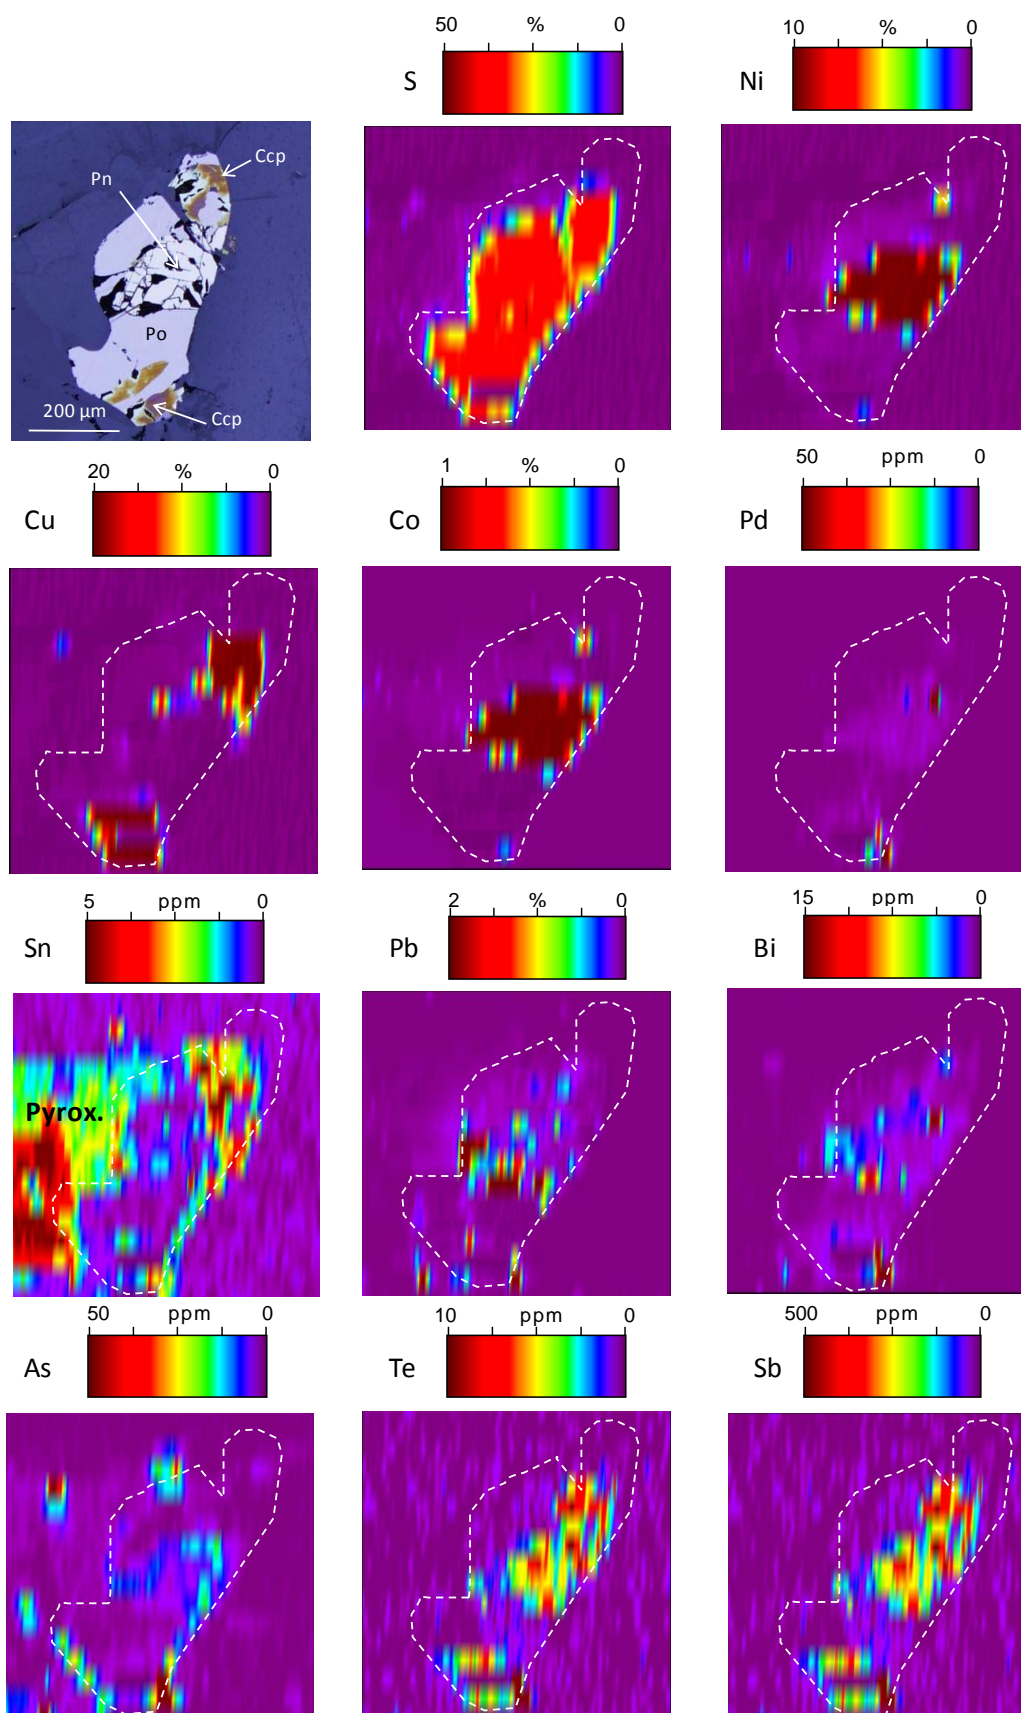 50 % 0
S
10 % 0
Ni
Ccp
Pn
Po
200 µm
Ccp
20 % 0
Cu
1 % 0
Co
50 ppm 0
Pd
5 ppm 0
Sn
2 % 0
Pb
15 ppm 0
Bi
Pyrox.
50 ppm 0
As
10 ppm 0
Te
500 ppm 0
Sb